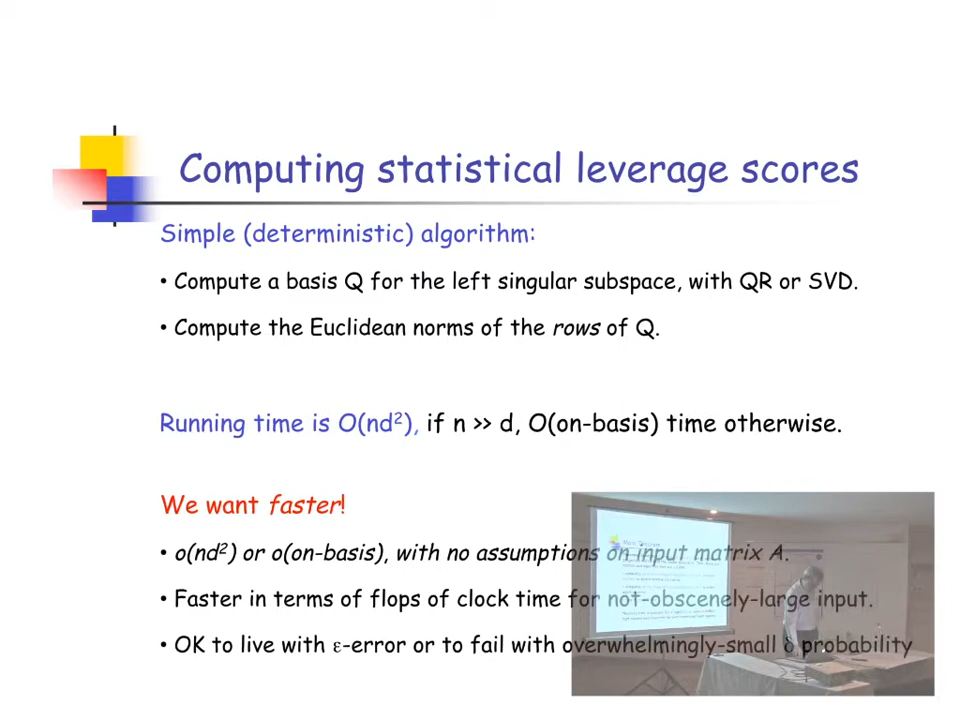 Computing statistical leverage scores
Simple (deterministic) algorithm:
• Compute a basis Q for the left singular subspace, with QR or SVD.
• Compute the Euclidean norms of the rows of Q.
Running time is O(nd²), if n >> d, O(on-basis) time otherwise.
We want faster!
• o(nd²) or o(on-basis), with no assumptions on input matrix A.
• Faster in terms of flops of clock time for not-obscenely-large input.
• OK to live with ε-error or to fail with overwhelmingly-small δ probability
Main Theorem